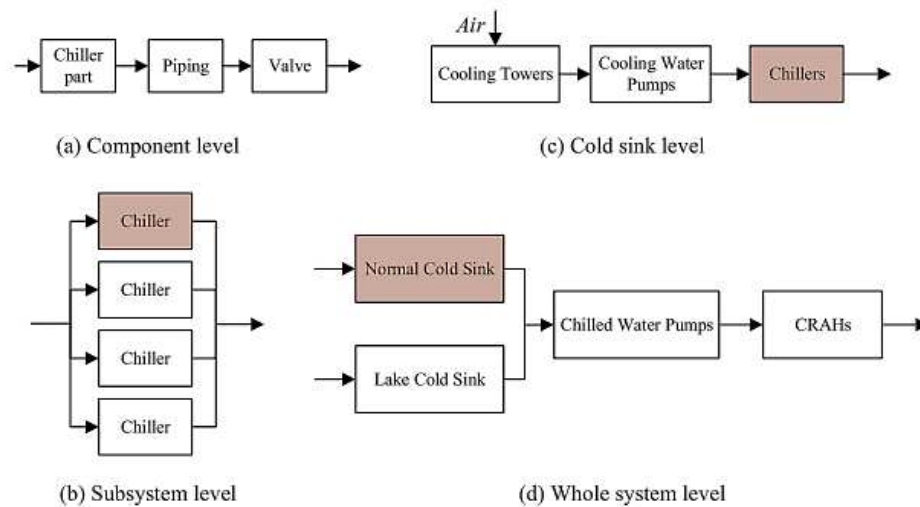 Chiller
part
Piping
Valve
(a) Component level
Air
Cooling Towers
Cooling Water
Pumps
Chillers
(c) Cold sink level
Chiller
Chiller
Chiller
Chiller
(b) Subsystem level
Normal Cold Sink
Lake Cold Sink
Chilled Water Pumps
CRAHs
(d) Whole system level